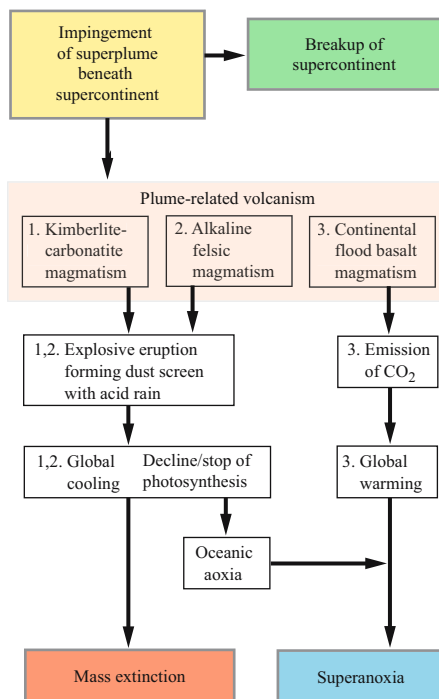 Impingement
of superplume
beneath
supercontinent
Breakup of
supercontinent
Plume-related volcanism
1. Kimberlite-
carbonatite
magmatism
2. Alkaline
felsic
magmatism
3. Continental
flood basalt
magmatism
1,2. Explosive eruption
forming dust screen
with acid rain
3. Emission
of CO₂
1,2. Global
cooling
Decline/stop of
photosynthesis
3. Global
warming
Oceanic
aoxia
Mass extinction
Superanoxia